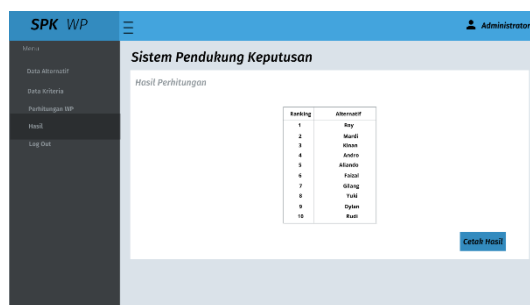 SPK WP
Administrator
Menu
Sistem Pendukung Keputusan
Data Alternatif
Data Kriteria
Perhitungan WP
Hasil
Log Out
Hasil Perhitungan
Ranking Alternatif
1 Roy
2 Mardi
3 Kinan
4 Andro
5 Aliando
6 Faizal
7 Gilang
8 Yuki
9 Dylan
10 Rudi
Cetak Hasil